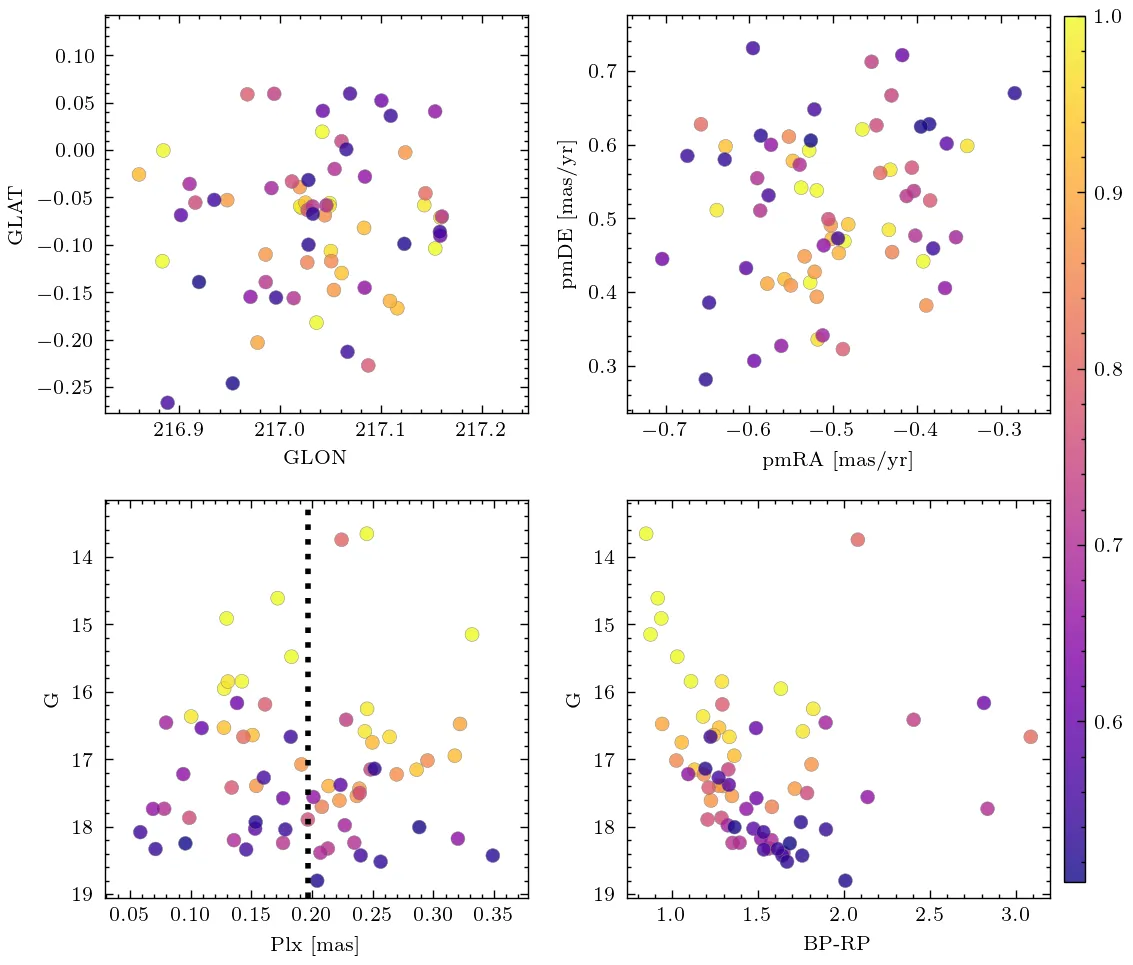 0.10
0.05
0.00
−0.05
−0.10
−0.15
−0.20
−0.25
GLAT
216.9 217.0 217.1 217.2
GLON
0.7
0.6
0.5
0.4
0.3
pmDE [mas/yr]
−0.7 −0.6 −0.5 −0.4 −0.3
pmRA [mas/yr]
1.0
0.9
0.8
0.7
0.6
14
15
16
17
18
19
G
0.05 0.10 0.15 0.20 0.25 0.30 0.35
Plx [mas]
14
15
16
17
18
19
G
1.0 1.5 2.0 2.5 3.0
BP-RP